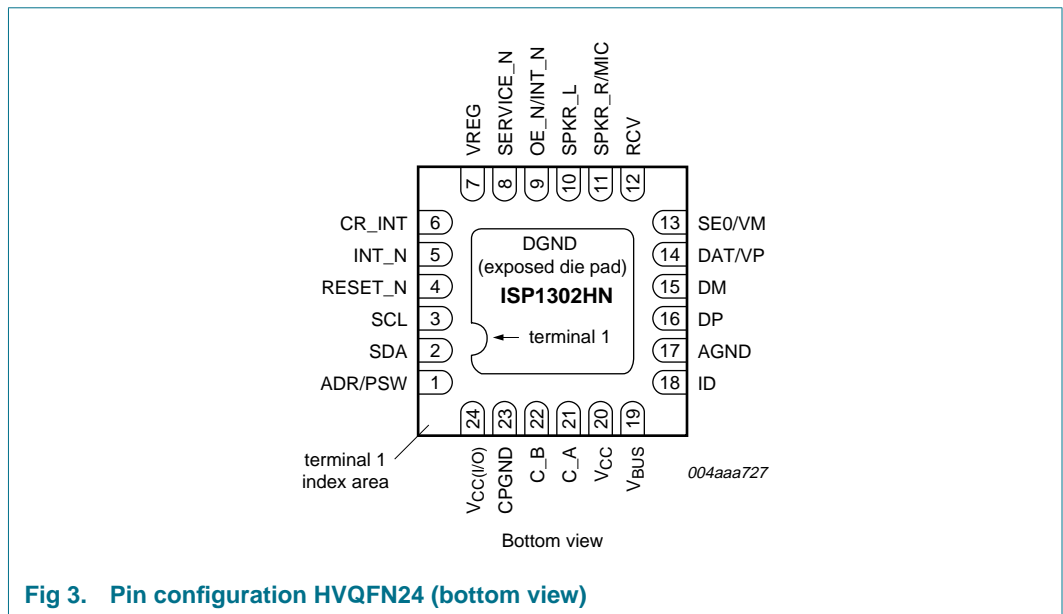 VREG
SERVICE_N
OE_N/INT_N
SPKR_L
SPKR_R/MIC
RCV
7
8
9
10
11
12
CR_INT 6
INT_N 5
RESET_N 4
SCL 3
SDA 2
ADR/PSW 1
DGND
(exposed die pad)
ISP1302HN
terminal 1
13 SE0/VM
14 DAT/VP
15 DM
16 DP
17 AGND
18 ID
24
23
22
21
20
19
VCC(I/O)
CPGND
C_B
C_A
VCC
VBUS
terminal 1
index area
004aaa727
Bottom view
Fig 3. Pin configuration HVQFN24 (bottom view)